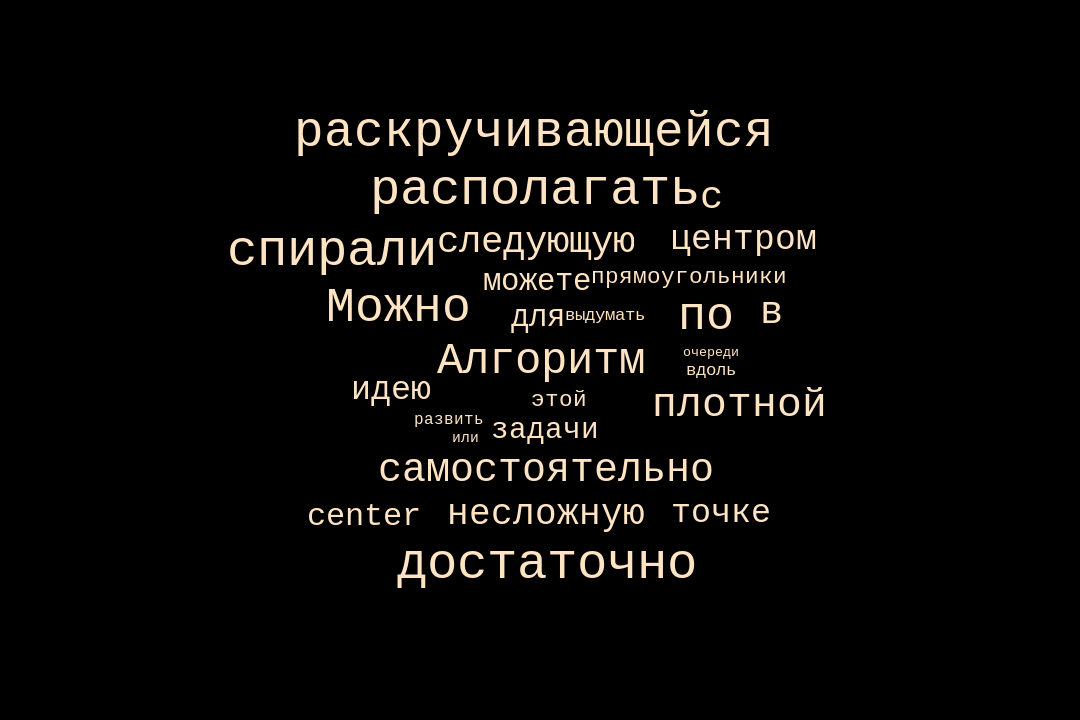 раскручивающейся
располагать с
спирали следующую центром
можете прямоугольники
Можно для выдумать по в
Алгоритм очереди
вдоль
идею этой плотной
развить
или задачи
самостоятельно
center несложную точке
достаточно